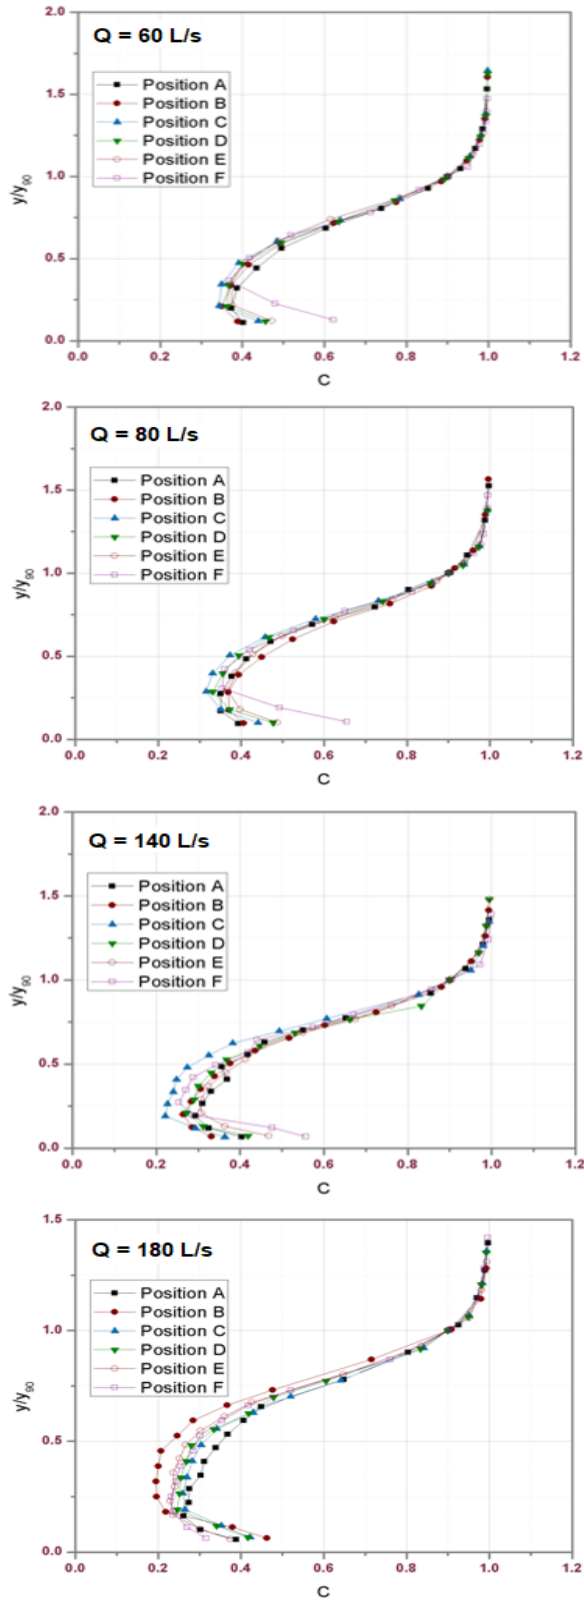 2.0
Q = 60 L/s
1.5
Position A
Position B
Position C
Position D
Position E
Position F
1.0
y/y90
0.5
0.0
0.0 0.2 0.4 0.6 0.8 1.0 1.2
C
2.0
Q = 80 L/s
1.5
Position A
Position B
Position C
Position D
Position E
Position F
1.0
y/y90
0.5
0.0
0.0 0.2 0.4 0.6 0.8 1.0 1.2
C
2.0
Q = 140 L/s
1.5
Position A
Position B
Position C
Position D
Position E
Position F
1.0
y/y90
0.5
0.0
0.0 0.2 0.4 0.6 0.8 1.0 1.2
C
1.5
Q = 180 L/s
Position A
Position B
Position C
Position D
Position E
Position F
1.0
y/y90
0.5
0.0
0.0 0.2 0.4 0.6 0.8 1.0 1.2
C